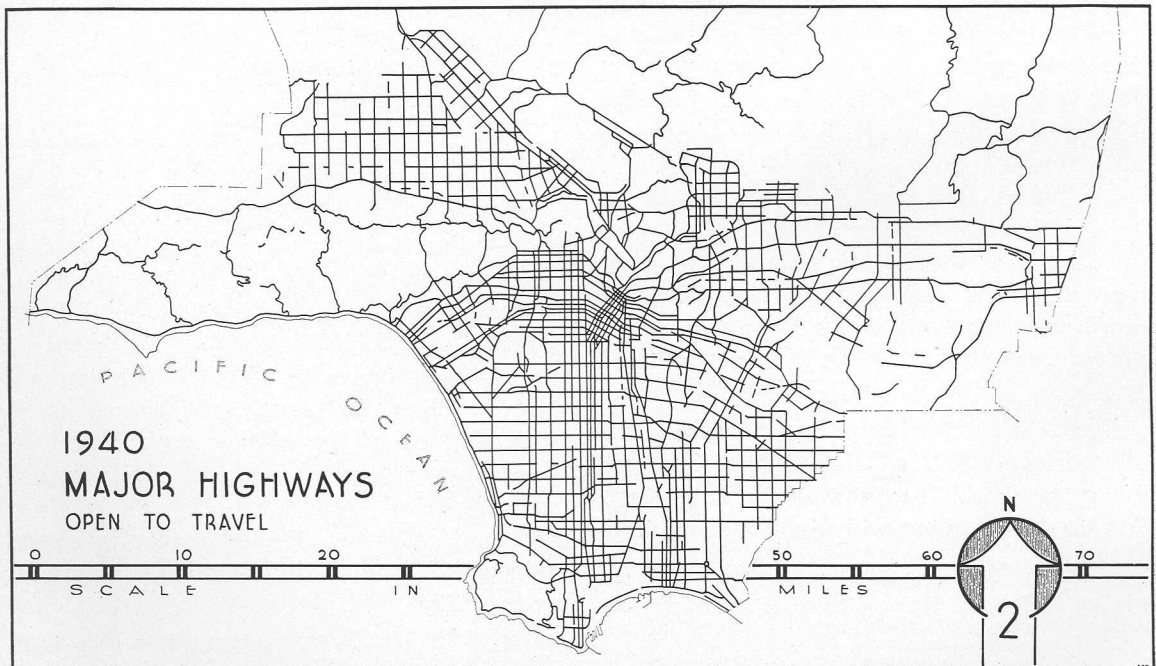 PACIFIC
OCEAN
1940
MAJOR HIGHWAYS
OPEN TO TRAVEL
N
0 10 20 50 60 70
SCALE IN MILES
2